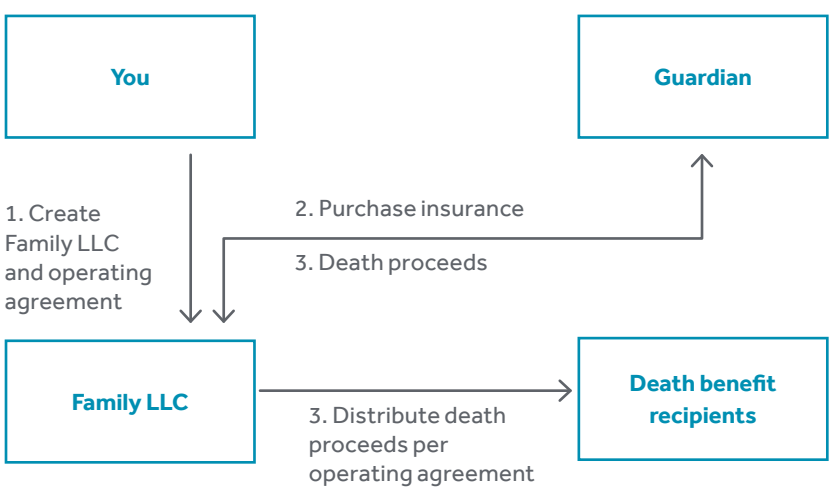 You
Guardian
1. Create
Family LLC
and operating
agreement
2. Purchase insurance
3. Death proceeds
Family LLC
3. Distribute death
proceeds per
operating agreement
Death benefit
recipients